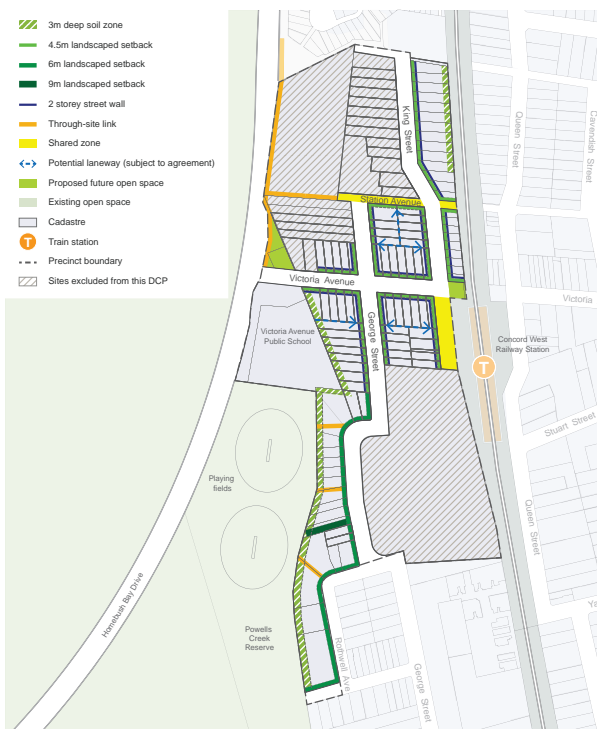 3m deep soil zone
4.5m landscaped setback
6m landscaped setback
9m landscaped setback
2 storey street wall
Through-site link
Shared zone
Potential laneway (subject to agreement)
Proposed future open space
Existing open space
Cadastre
T
Train station
Precinct boundary
Sites excluded from this DCP
King Street
Queen Street
Cavendish Street
Station Avenue
Victoria Avenue
Victoria
George Street
Victoria Avenue
Public School
Concord West
Railway Station
T
Stuart Street
Playing
fields
Queen Street
Homebush Bay Drive
Powells
Creek
Reserve
Rothwell Ave
George Street
Ya